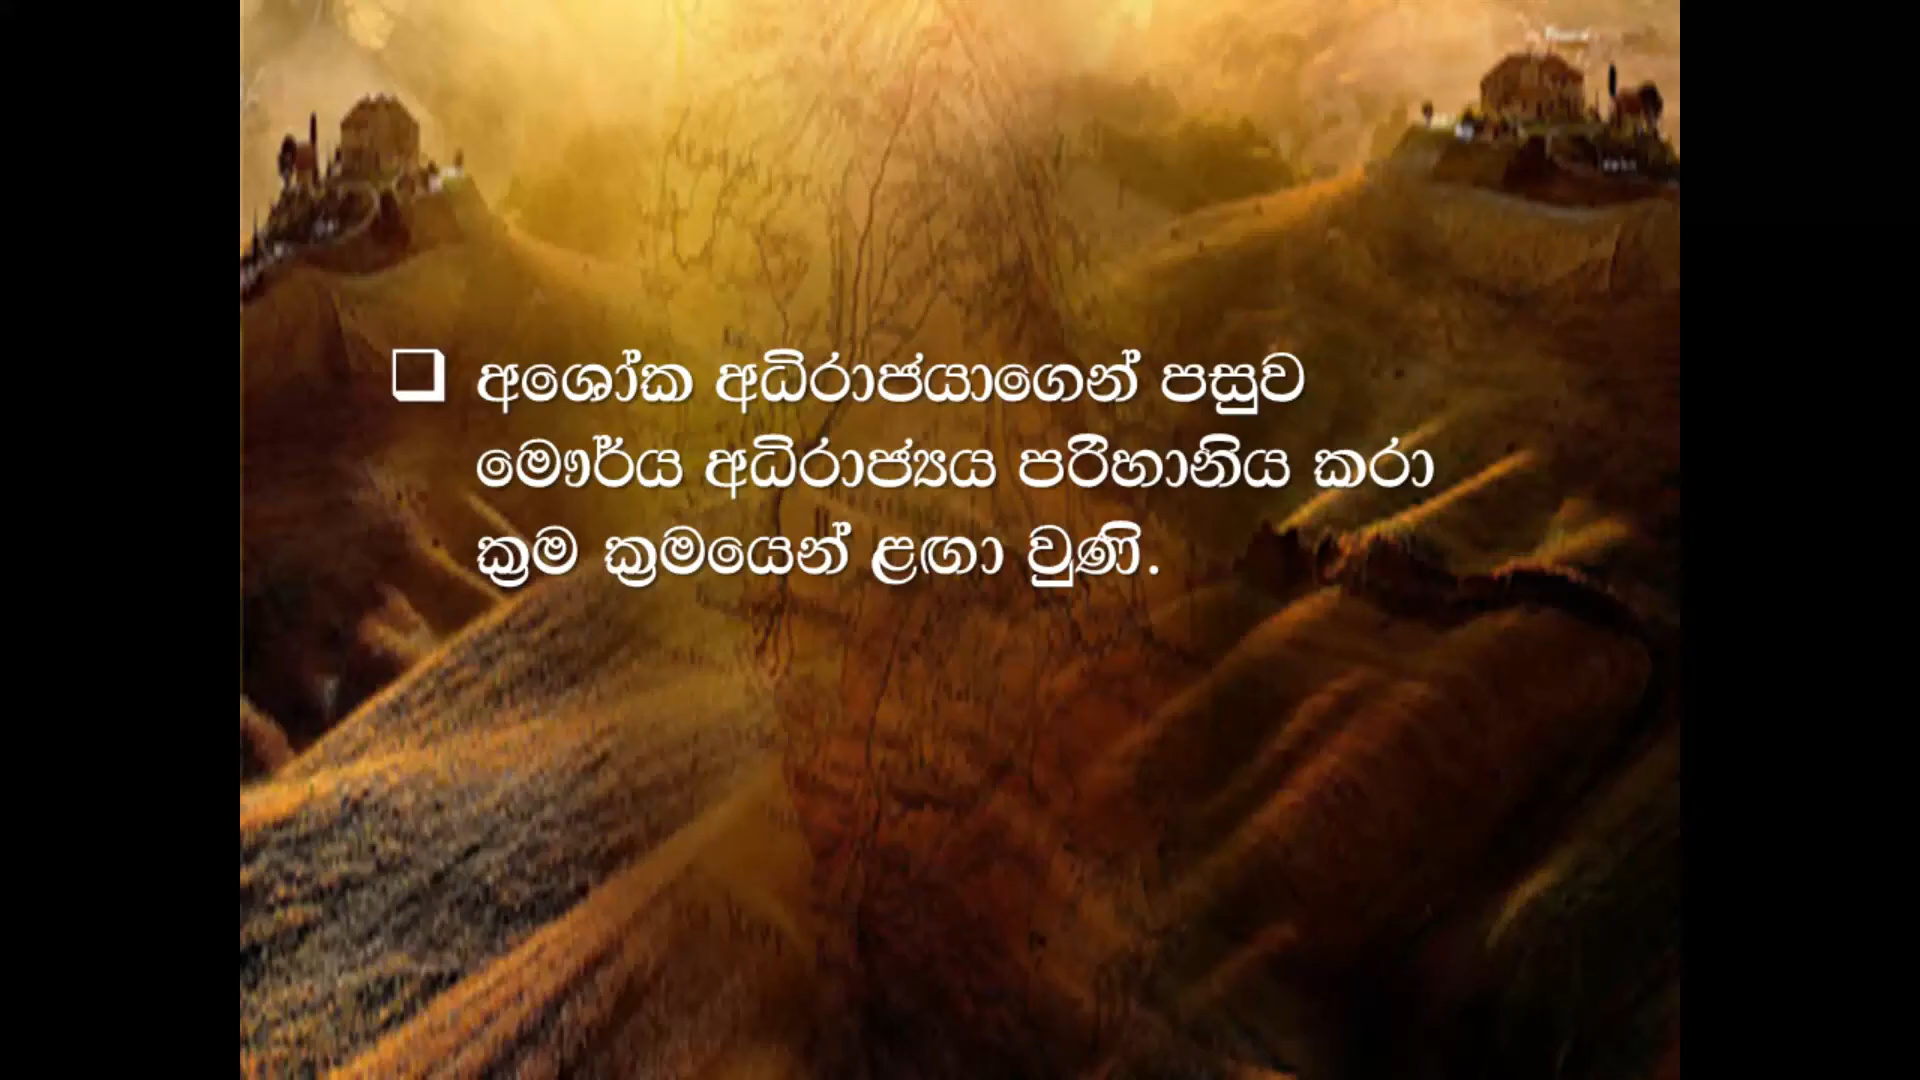 ❑ අශෝක අධිරාජයාගෙන් පසුව
මෞර්ය අධිරාජ්‍යය පරිහානිය කරා
ක්‍රම ක්‍රමයෙන් ළඟා වුණි.